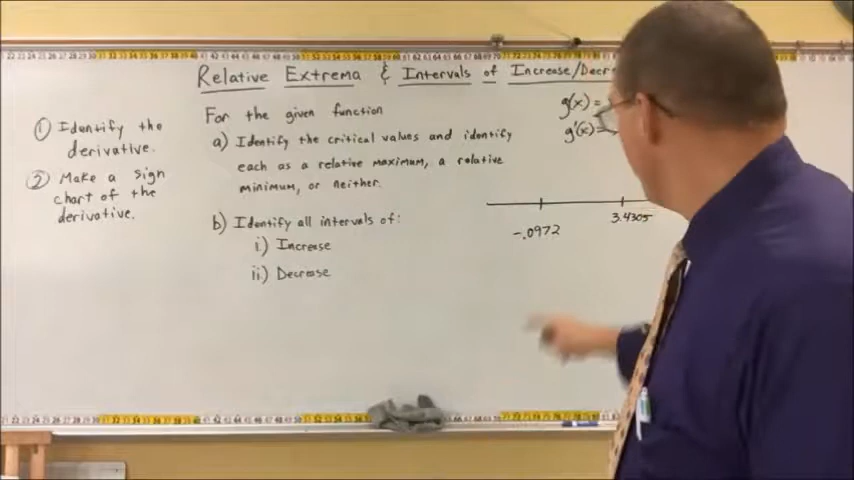 Relative Extrema & Intervals of Increase/Decr
① Identify the
derivative.
② Make a sign
chart of the
derivative.
For the given function
a) Identify the critical values and identify
each as a relative maximum, a relative
minimum, or neither.
b) Identify all intervals of:
i) Increase
ii) Decrease
g(x) =
g'(x) =
-.0972
3.4305